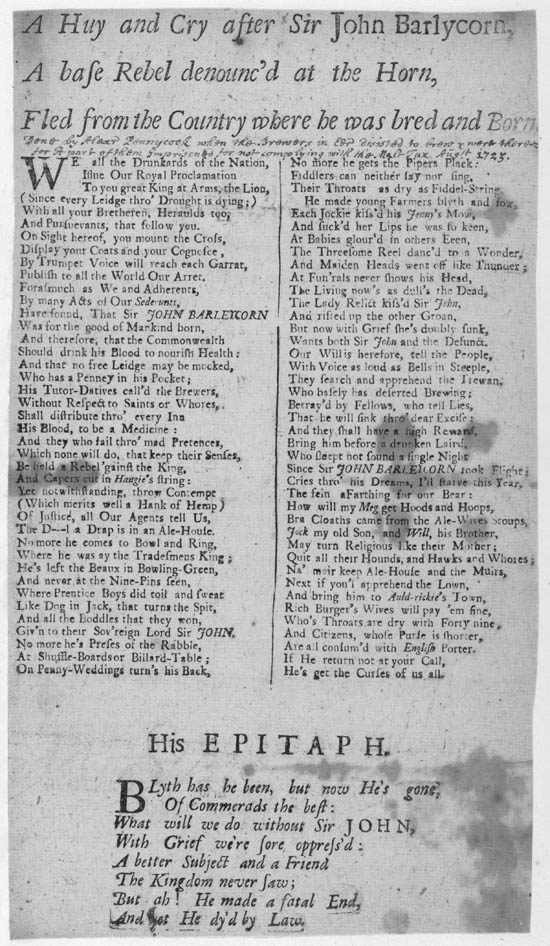 A Huy and Cry after Sir John Barlycorn,
A baſe Rebel denounc'd at the Horn,
Fled from the Country where he was bred and Born
Done by Alexr Pennycook when the Brewers in Edr divisted to brew & were
for & part of them Imprisoned for not complying with the Malt Tax August 1725.
WE all the Drunkards of the Nation,
Iſſue Our Royal Proclamation
To you great King at Arms, the Lion,
(Since every Leidge thro' Dronght is dying;)
With all your Bretheren, Heraulds too,
And Purſevants, that follow you.
On Sight hereof, you mount the Croſs,
Diſplay your Coats and your Cogneſce,
By Trumpet Voice will reach each Garrat,
Publiſh to all the World Our Arret.
Foraſmuch as We and Adherents,
By many Acts of Our Sederunts,
Have found, That Sir JOHN BARLEYCORN
Was for the good of Mankind born,
And therefore, that the Commonwealth
Should drink his Blood to nouriſh Health:
And that no free Leidge may be mocked,
Who has a Penney in his Pocket;
His Tutor-Datives call'd the Brewers,
Without Reſpect to Saints or Whores,
Shall diſtribute thro' every Inn
His Blood, to be a Medicine:
And they who fail thro' mad Pretences,
Which none will do, that keep their Senſes,
Be held a Rebel 'gainſt the King,
And Capers cut in Hangie's ſtring:
Yet notwithſtanding, throw Contempt
(Which merits well a Hank of Hemp)
Of Juſtice, all Our Agents tell Us,
The D---l a Drap is in an Ale-Houſe.
No more he comes to Bowl and Ring,
Where he was ay the Tradeſmens King;
He's left the Beaux in Bowling-Green,
And never at the Nine-Pins ſeen,
Where Prentice Boys did toil and ſweat
Like Dog in Jack, that turns the Spit,
And all the Boddles that they won,
Giv'n to their Sov'reign Lord Sir JOHN.
No more he's Preſes of the Rabble,
At Shuffle-Boards or Billard-Table;
On Penny-Weddings turn's his Back,
No more he gets the Pipers Plack:
Fiddlers can neither ſay nor ſing,
Their Throats as dry as Fiddel-String.
He made young Farmers blyth and
Each Jockie kiſs'd his Jenny's Mow,
And ſuck'd her Lips he was ſo keen,
At Babies glour'd in others Eeen,
The Threeſome Reel danc'd to a Wonder,
And Maiden Heads went off like Thunder;
At Fun'rals never ſhows his Head,
The Living now's as dull's the Dead,
The Lady Relict kiſs'd Sir John,
And rifted up the other Groan,
But now with Grief ſhe's doubly ſunk,
Wants both Sir John and the Defunct.
Our Will is herefore, tell the People,
With Voice as loud as Bells in Steeple,
They ſearch and apprehend the Trewan,
Who baſely has deſerted Brewing;
Betray'd by Fellows, who tell Lies,
That he will ſink thro' dear Exciſe:
And they ſhall have a high Reward,
Bring him before a drunken Laird,
Who ſleept not found a ſingle Night
Since Sir JOHN BARLEYCORN took Flight;
Cries thro' his Dreams, I'll ſtarve this Year,
The fein a Farthing for our Bear:
How will my Meg get Hoods and Hoops,
Bra Cloaths came from the Ale-Wives Stoups,
Jock my old Son, and Will, his Brother,
May turn Religious like their Mother;
Quit all their Hounds, and Hawks and Whores;
Na' mair keep Ale-Houſe and the Muirs,
Next if you'l apprehend the Lown,
And bring him to Auld-rickie's Town,
Rich Burger's Wives will pay 'em fine,
Who's Throats are dry with Forty nine,
And Citizens, whoſe Purſe is ſhorter,
Are all conſum'd with Engliſh Porter.
If He return not at your Call,
He's get the Curſes of us all.
His EPITAPH.
BLyth has he been, but now He's gone,
Of Commerads the beſt:
What will we do without Sir JOHN,
With Grief we're ſore oppreſs'd:
A better Subject and a Friend
The Kingdom never ſaw;
But ah! He made a fatal End,
And yet He dy'd by Law.